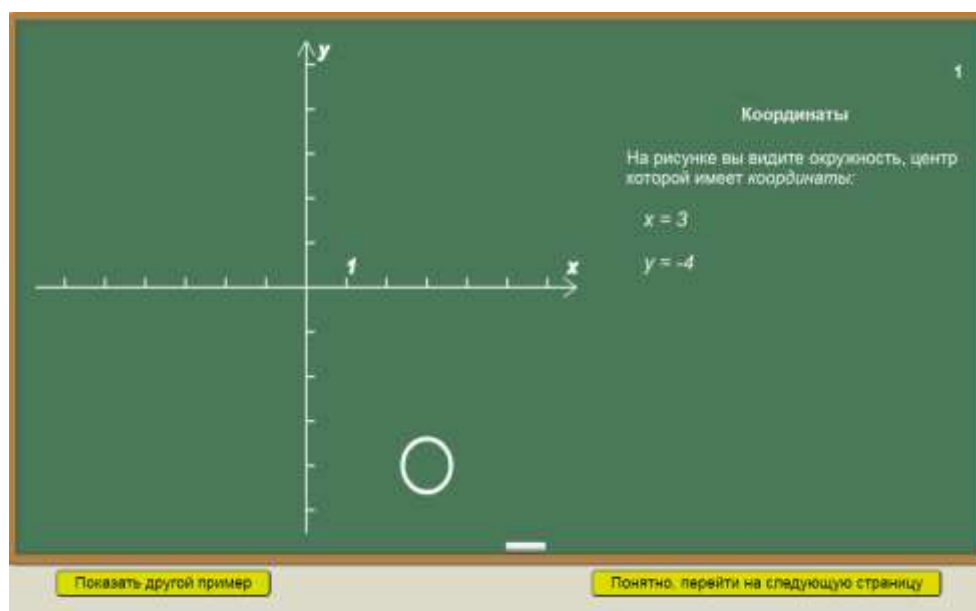 y
1
Координаты
На рисунке вы видите окружность, центр
которой имеет координаты:
x = 3
1
x
y = -4
Показать другой пример
Понятно, перейти на следующую страницу